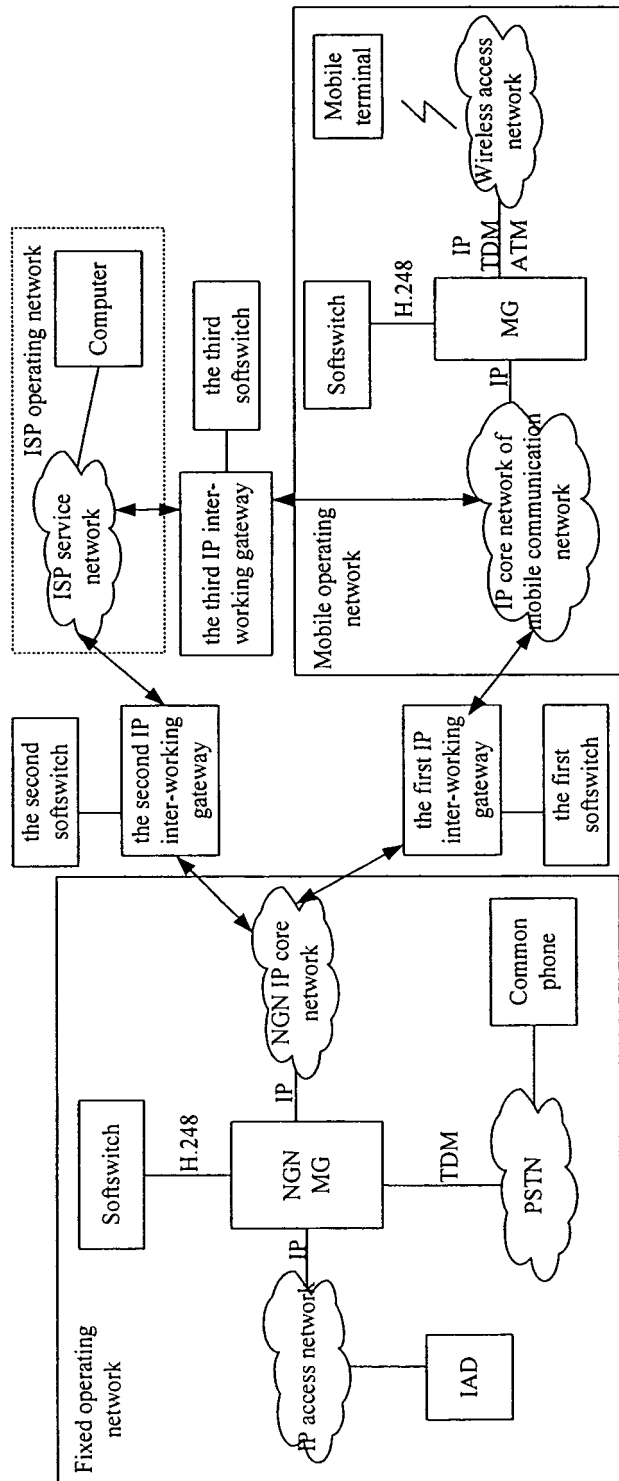 Fixed operating
network
Softswitch
H.248
NGN
MG
IP
IP access network
IAD
IP
NGN IP core
network
TDM
PSTN
Common
phone
the second
softswitch
the second IP
inter-working
gateway
the first IP
inter-working
gateway
the first
softswitch
ISP operating network
ISP service
network
Computer
the third IP inter-
working gateway
the third
softswitch
Mobile operating
network
IP core network of
mobile communication
network
IP
MG
Softswitch
H.248
IP
TDM
ATM
Wireless access
network
Mobile
terminal